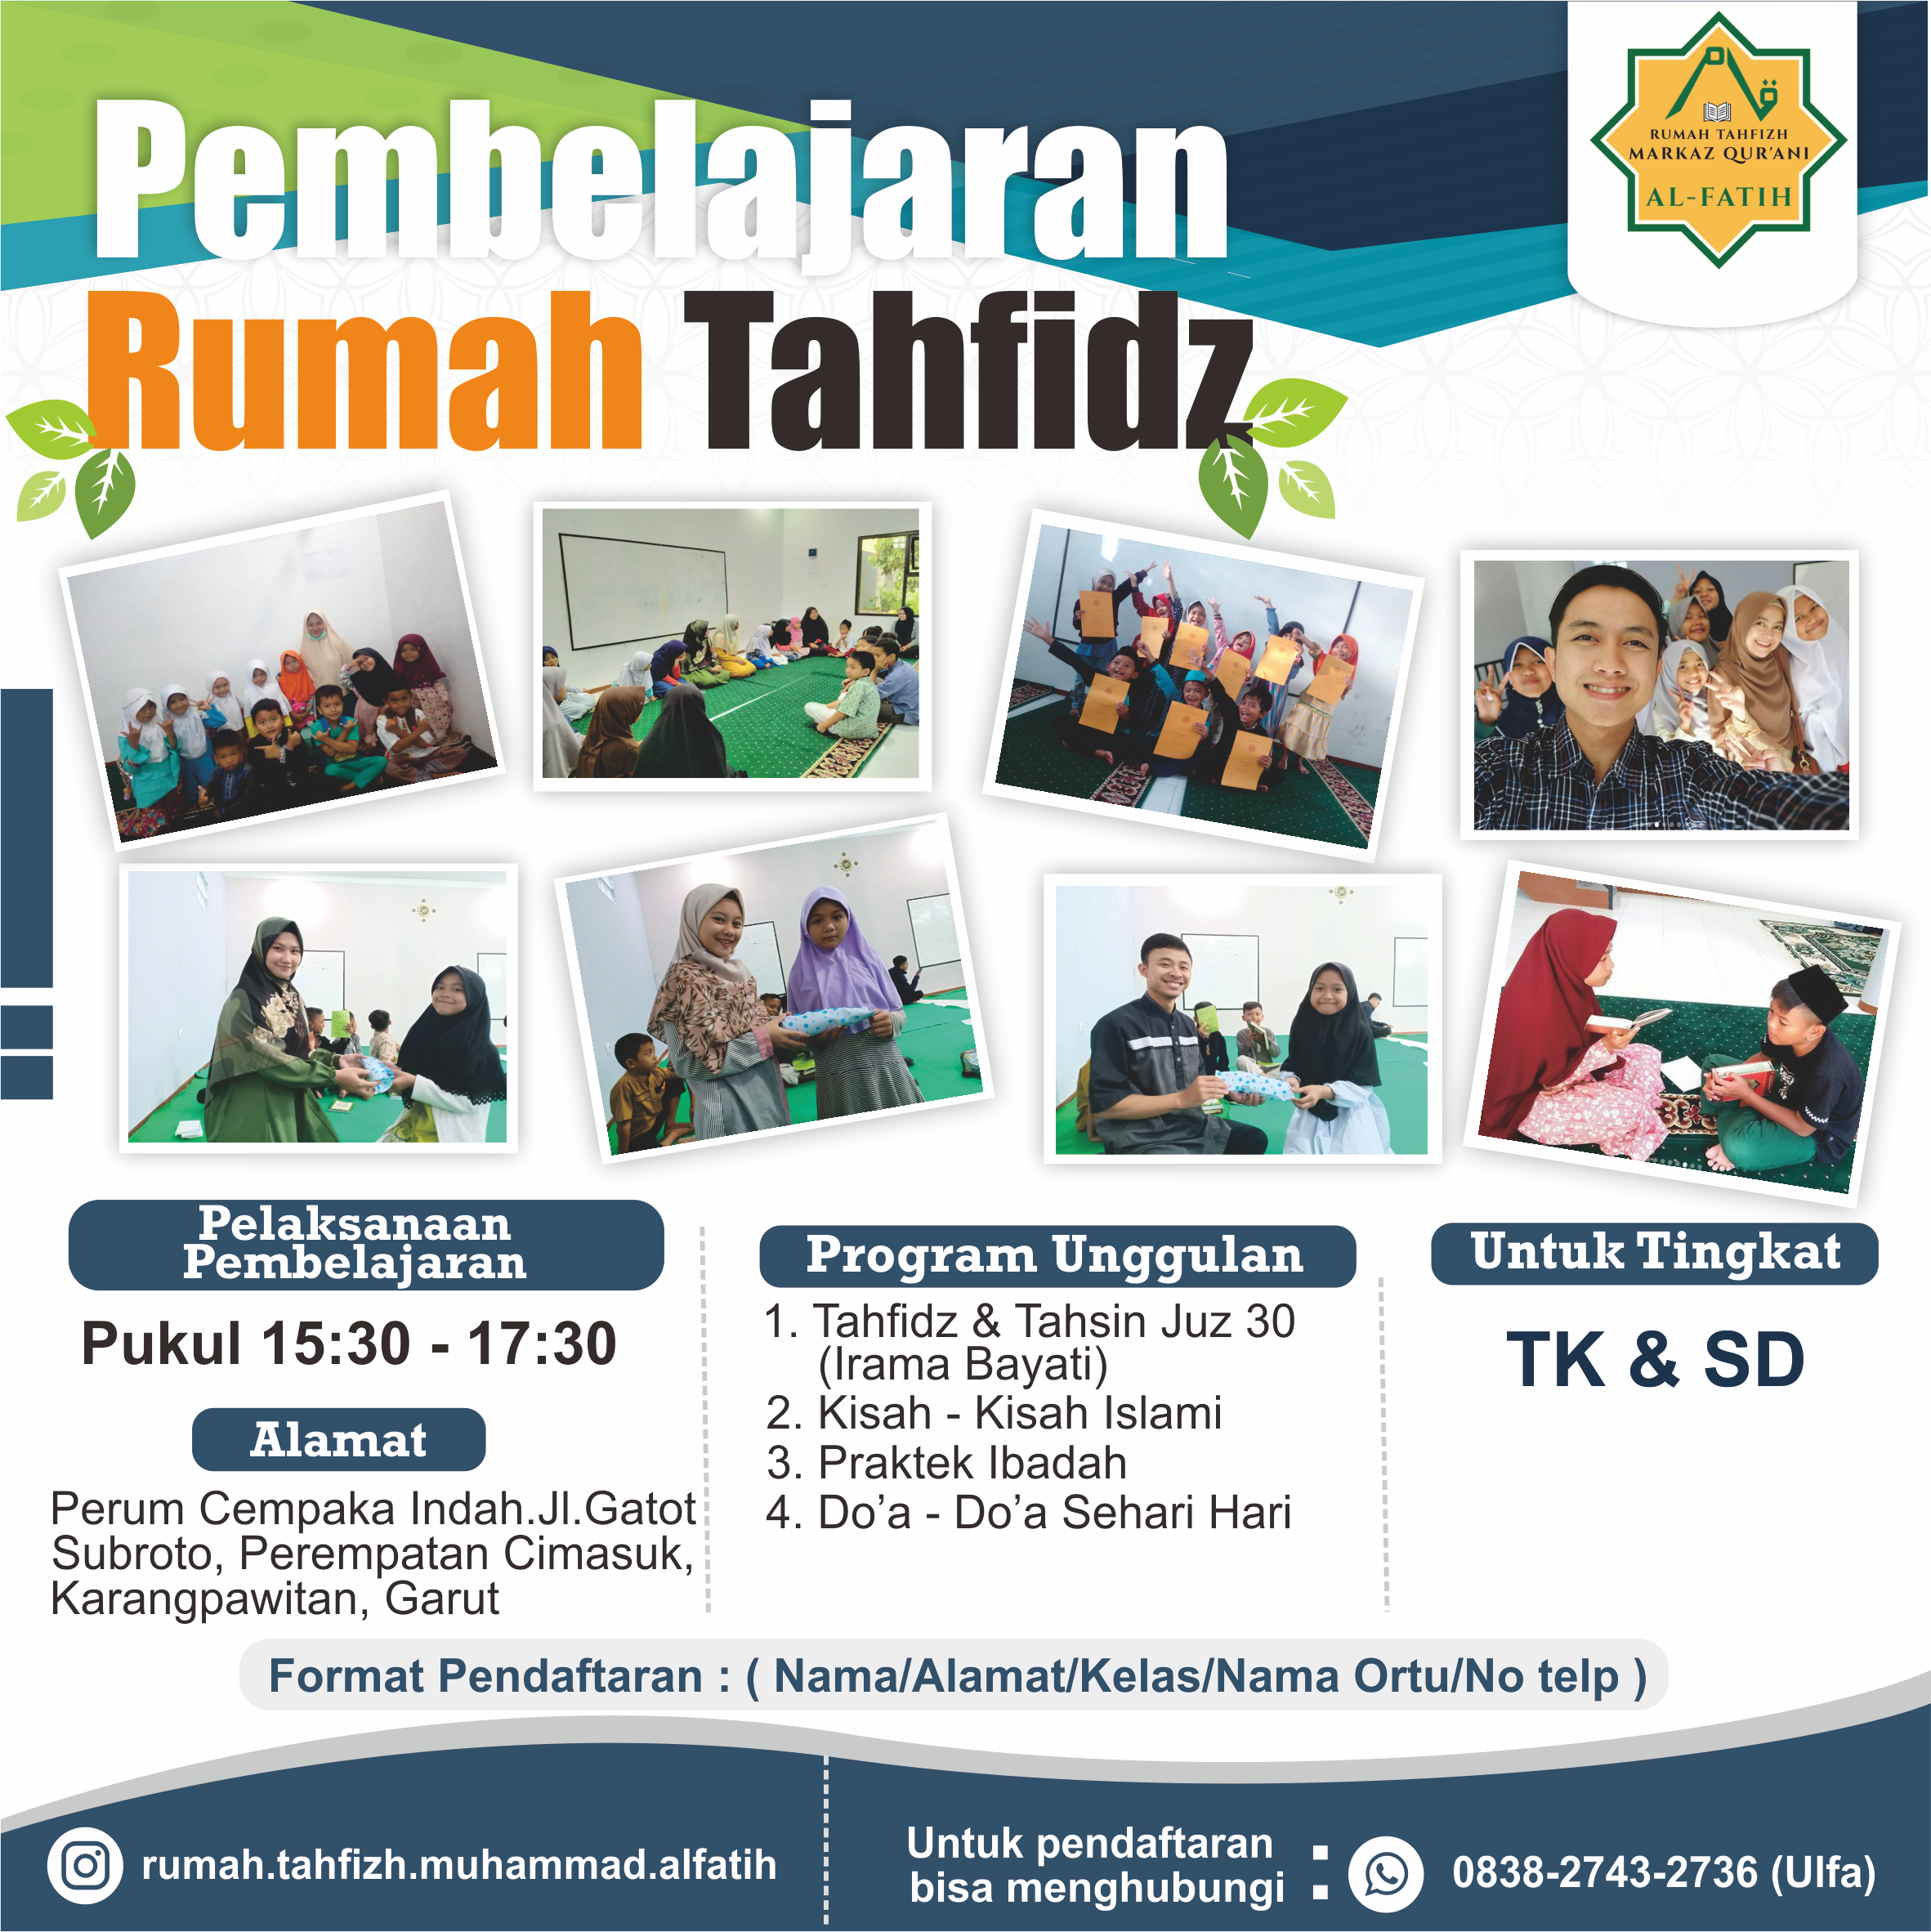 Pembelajaran
Rumah Tahfidz
RUMAH TAHFIZH
MARKAZ QUR'ANI
AL-FATIH
Pelaksanaan
Pembelajaran
Pukul 15:30 - 17:30
Alamat
Perum Cempaka Indah.Jl.Gatot
Subroto, Perempatan Cimasuk,
Karangpawitan, Garut
Program Unggulan
1. Tahfidz & Tahsin Juz 30
(Irama Bayati)
2. Kisah - Kisah Islami
3. Praktek Ibadah
4. Do’a - Do’a Sehari Hari
Untuk Tingkat
TK & SD
Format Pendaftaran : ( Nama/Alamat/Kelas/Nama Ortu/No telp )
rumah.tahfizh.muhammad.alfatih
Untuk pendaftaran
bisa menghubungi :
0838-2743-2736 (Ulfa)